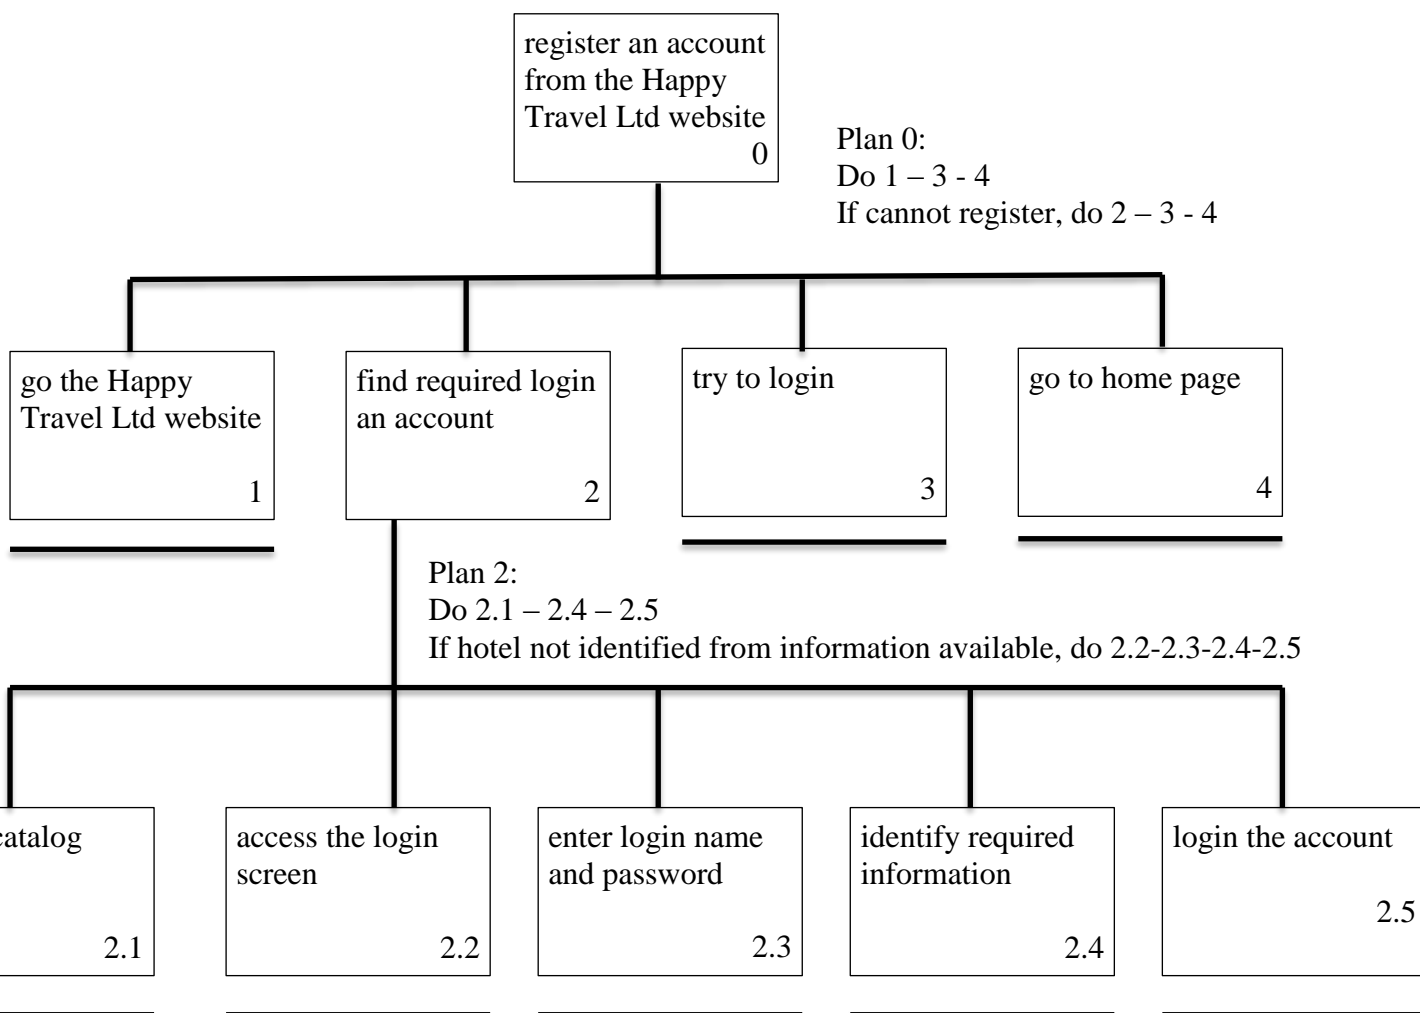 register an account
from the Happy
Travel Ltd website
0
Plan 0:
Do 1 – 3 - 4
If cannot register, do 2 – 3 - 4
go the Happy
Travel Ltd website
1
find required login
an account
2
try to login
3
go to home page
4
Plan 2:
Do 2.1 – 2.4 – 2.5
If hotel not identified from information available, do 2.2-2.3-2.4-2.5
catalog
2.1
access the login
screen
2.2
enter login name
and password
2.3
identify required
information
2.4
login the account
2.5